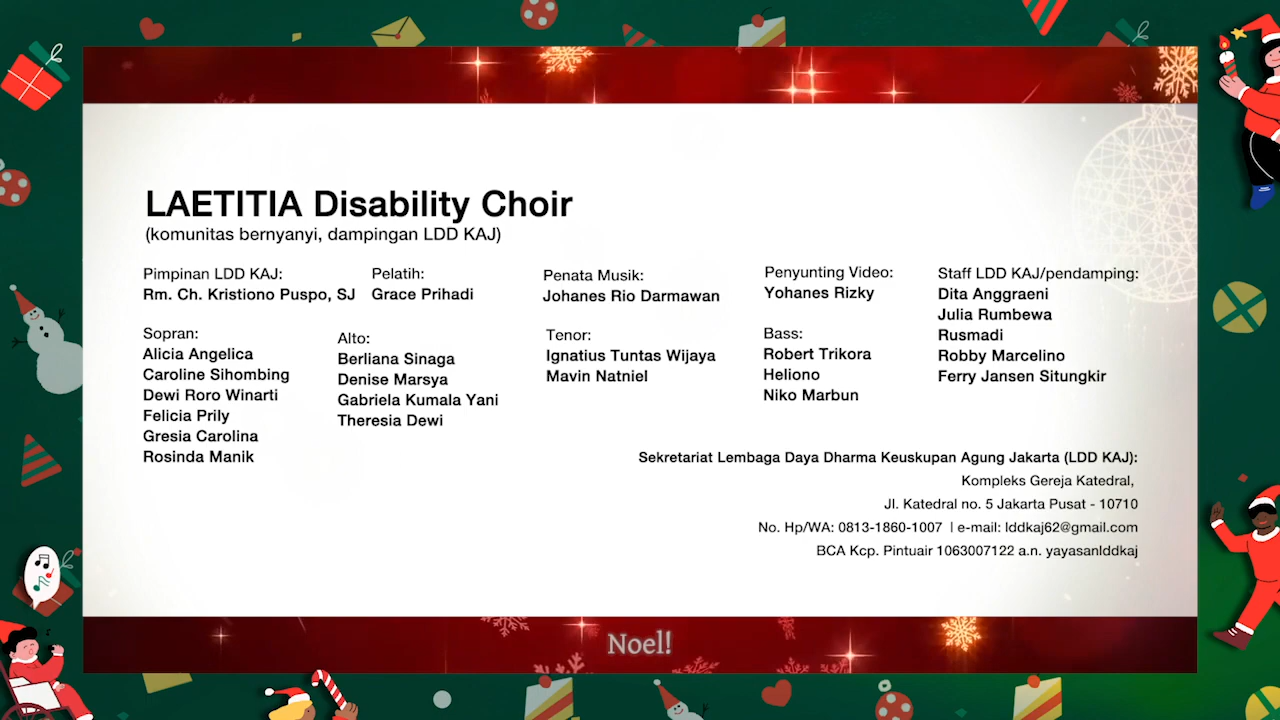 LAETITIA Disability Choir
(komunitas bernyanyi, dampingan LDD KAJ)
Pimpinan LDD KAJ:
Rm. Ch. Kristiono Puspo, SJ
Pelatih:
Grace Prihadi
Penata Musik:
Johanes Rio Darmawan
Penyunting Video:
Yohanes Rizky
Staff LDD KAJ/pendamping:
Dita Anggraeni
Julia Rumbewa
Rusmadi
Robby Marcelino
Ferry Jansen Situngkir
Sopran:
Alicia Angelica
Caroline Sihombing
Dewi Roro Winarti
Felicia Prily
Gresia Carolina
Rosinda Manik
Alto:
Berliana Sinaga
Denise Marsya
Gabriela Kumala Yani
Theresia Dewi
Tenor:
Ignatius Tuntas Wijaya
Mavin Natniel
Bass:
Robert Trikora
Heliono
Niko Marbun
Sekretariat Lembaga Daya Dharma Keuskupan Agung Jakarta (LDD KAJ):
Kompleks Gereja Katedral,
Jl. Katedral no. 5 Jakarta Pusat - 10710
No. Hp/WA: 0813-1860-1007 | e-mail: lddkaj62@gmail.com
BCA Kcp. Pintuair 1063007122 a.n. yayasanlddkaj
Noel!